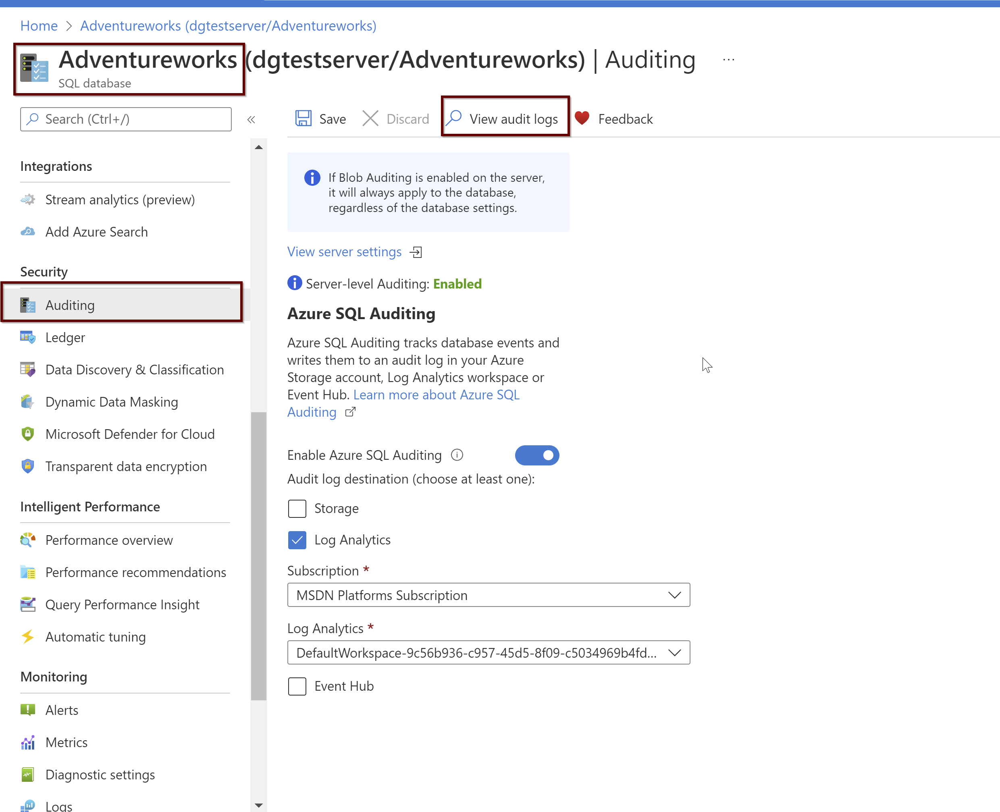 Home > Adventureworks (dgtestserver/Adventureworks)
Adventureworks (dgtestserver/Adventureworks) | Auditing ...
SQL database
Search (Ctrl+/)
«
Save
Discard
View audit logs
Feedback
Integrations
Stream analytics (preview)
Add Azure Search
Security
Auditing
Ledger
Data Discovery & Classification
Dynamic Data Masking
Microsoft Defender for Cloud
Transparent data encryption
Intelligent Performance
Performance overview
Performance recommendations
Query Performance Insight
Automatic tuning
Monitoring
Alerts
Metrics
Diagnostic settings
Logs
If Blob Auditing is enabled on the server,
it will always apply to the database,
regardless of the database settings.
View server settings
Server-level Auditing: Enabled
Azure SQL Auditing
Azure SQL Auditing tracks database events and
writes them to an audit log in your Azure
Storage account, Log Analytics workspace or
Event Hub. Learn more about Azure SQL
Auditing
Enable Azure SQL Auditing
Audit log destination (choose at least one):
Storage
Log Analytics
Subscription *
MSDN Platforms Subscription
Log Analytics *
DefaultWorkspace-9c56b936-c957-45d5-8f09-c5034969b4fd...
Event Hub